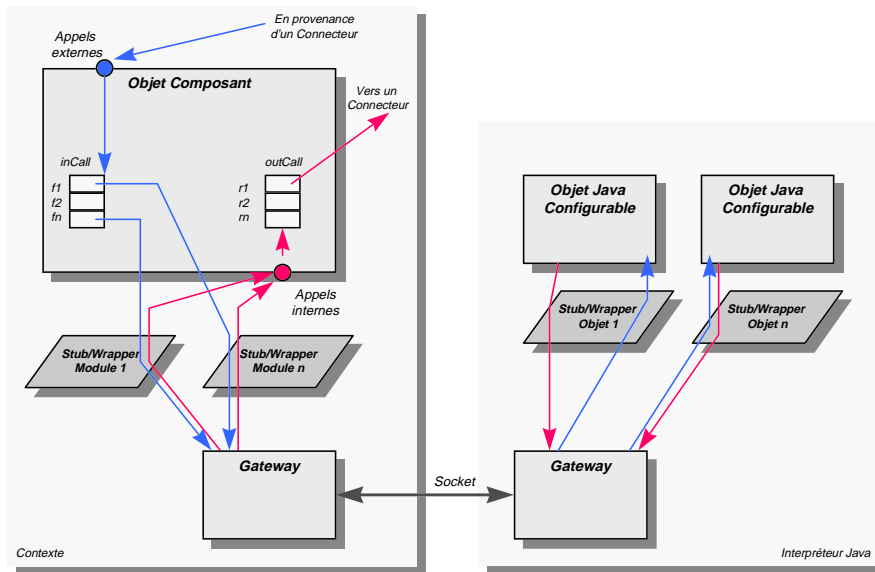 En provenance
d'un Connecteur
Appels
externes
Objet Composant
Vers un
Connecteur
inCall
outCall
f1
f2
fn
r1
r2
rn
Appels
internes
Stub/Wrapper
Module 1
Stub/Wrapper
Module n
Gateway
Contexte
Socket
Objet Java
Configurable
Objet Java
Configurable
Stub/Wrapper
Objet 1
Stub/Wrapper
Objet n
Gateway
Interpréteur Java